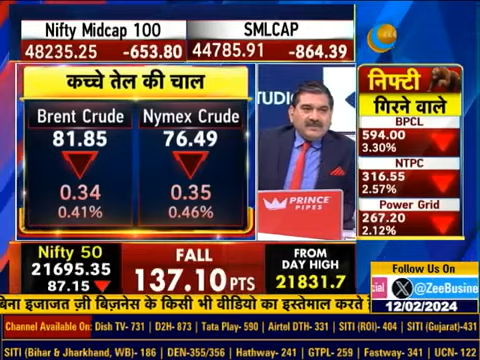 Nifty Midcap 100
SMLCAP
48235.25 -653.80
44785.91 -864.39
कच्चे तेल की चाल
Brent Crude
81.85
0.34
0.41%
Nymex Crude
76.49
0.35
0.46%
STUDIO
PRINCE
PIPES
निफ्टी
गिरने वाले
BPCL
594.00
3.30%
NTPC
316.55
2.57%
Power Grid
267.20
2.12%
Nifty 50
21695.35
87.15
FALL
137.10 PTS
FROM
DAY HIGH
21831.7
Follow Us On
cial X @ZeeBusine
12/02/2024
बिना इजाजत ज़ी बिज़नेस के किसी भी वीडियो का इस्तेमाल करते
Channel Available On: Dish TV- 731 | D2H- 873 | Tata Play- 590 | Airtel DTH- 331 | SITI (ROI)- 404 | SITI (Gujarat)- 431
SITI (Bihar & Jharkhand, WB)- 186 | DEN-355/356 | Hathway- 241 | GTPL- 259 | Fastway- 341 | UCN- 122